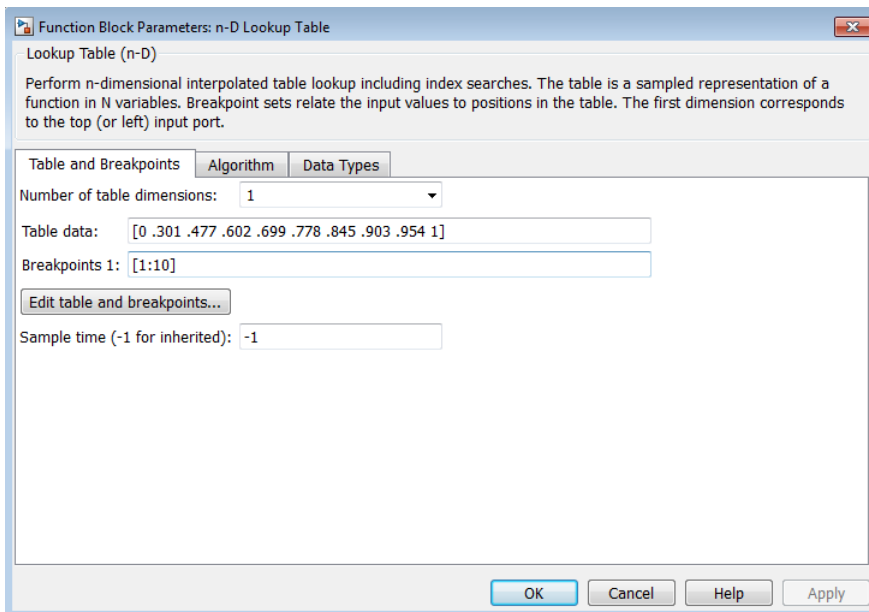 Function Block Parameters: n-D Lookup Table
Lookup Table (n-D)
Perform n-dimensional interpolated table lookup including index searches. The table is a sampled representation of a
function in N variables. Breakpoint sets relate the input values to positions in the table. The first dimension corresponds
to the top (or left) input port.
Table and Breakpoints Algorithm Data Types
Number of table dimensions: 1
Table data: [0 .301 .477 .602 .699 .778 .845 .903 .954 1]
Breakpoints 1: [1:10]
Edit table and breakpoints...
Sample time (-1 for inherited): -1
OK Cancel Help Apply